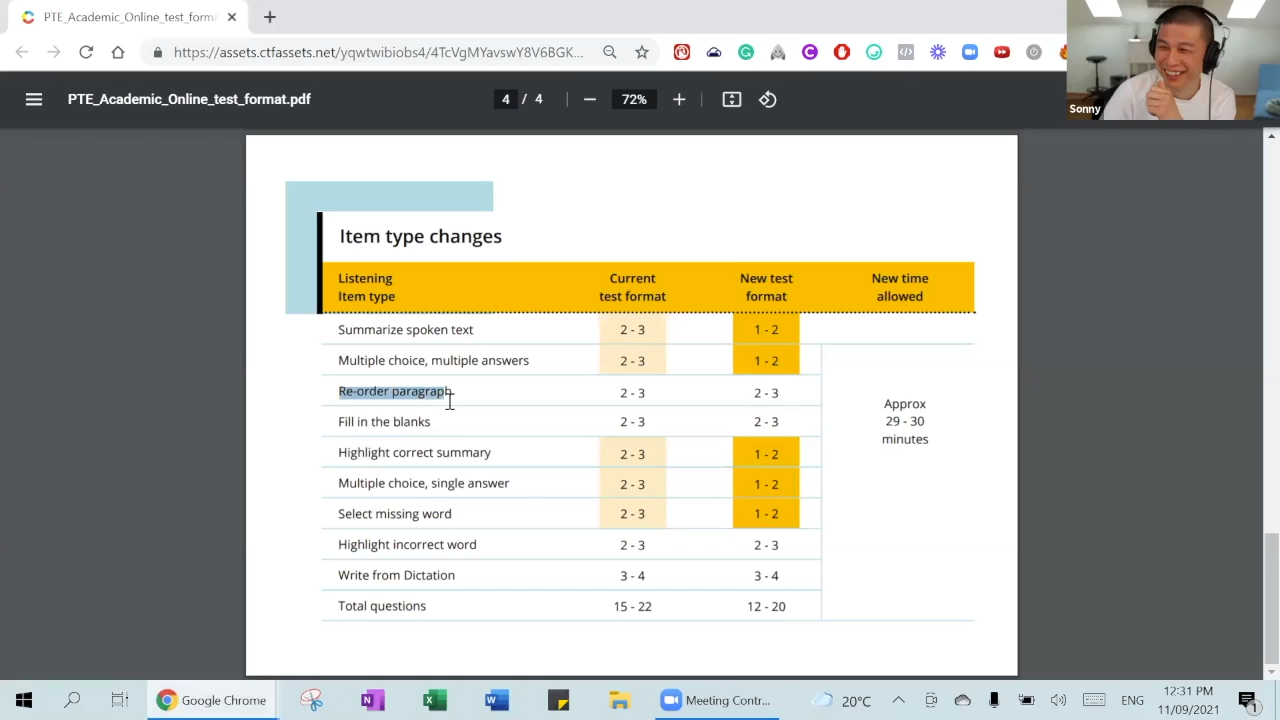 PTE_Academic_Online_test_forma
https://assets.ctfassets.net/yqwtwibiobs4/41cVgMYavswY8V6BGK...
PTE_Academic_Online_test_format.pdf
4 / 4
72%
Sonny
Item type changes
Listening Item type
Current test format
New test format
New time allowed
Summarize spoken text 2 - 3 1 - 2
Multiple choice, multiple answers 2 - 3 1 - 2
Re-order paragraph 2 - 3 2 - 3
Fill in the blanks 2 - 3 2 - 3
Highlight correct summary 2 - 3 1 - 2
Multiple choice, single answer 2 - 3 1 - 2
Select missing word 2 - 3 1 - 2
Highlight incorrect word 2 - 3 2 - 3
Write from Dictation 3 - 4 3 - 4
Total questions 15 - 22 12 - 20
Approx
29 - 30
minutes
Google Chrome
Meeting Contr...
20°C
ENG
12:31 PM
11/09/2021
1